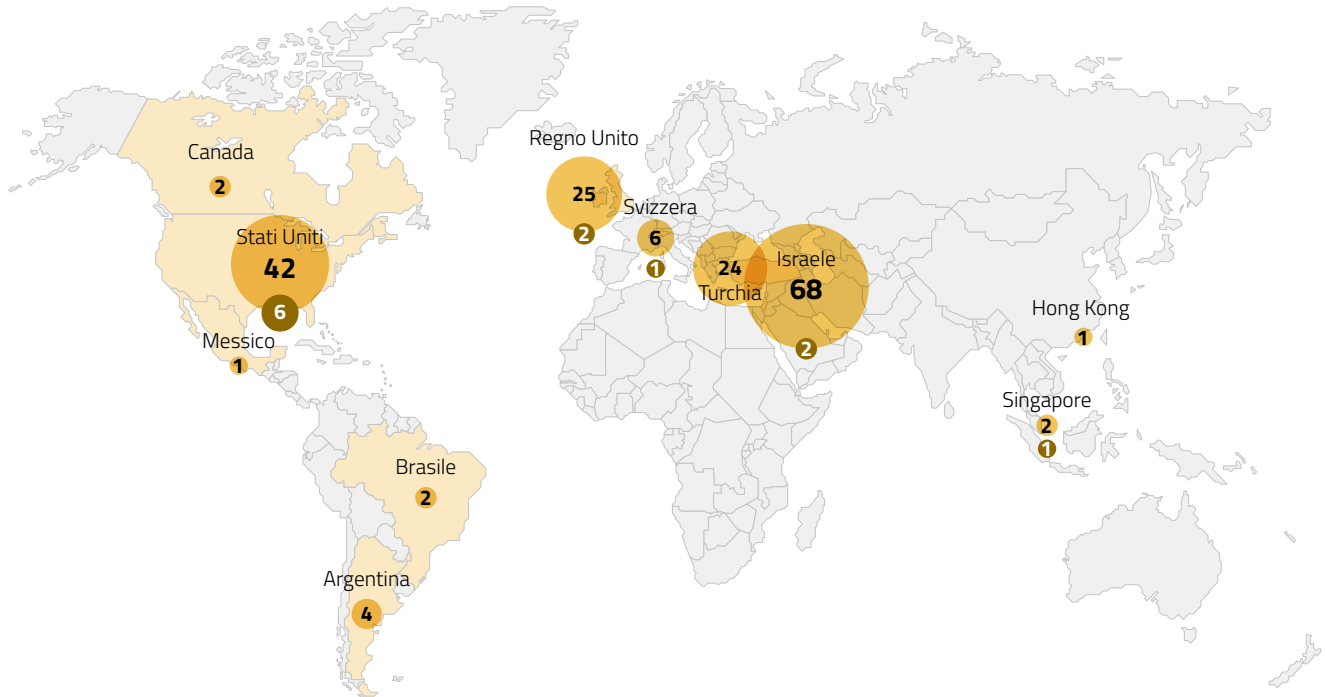 Canada
2
Stati Uniti
42
6
Messico
1
Brasile
2
Argentina
4
Regno Unito
25
2
Svizzera
6
1
24
Turchia
Israele
68
2
Hong Kong
1
Singapore
2
1